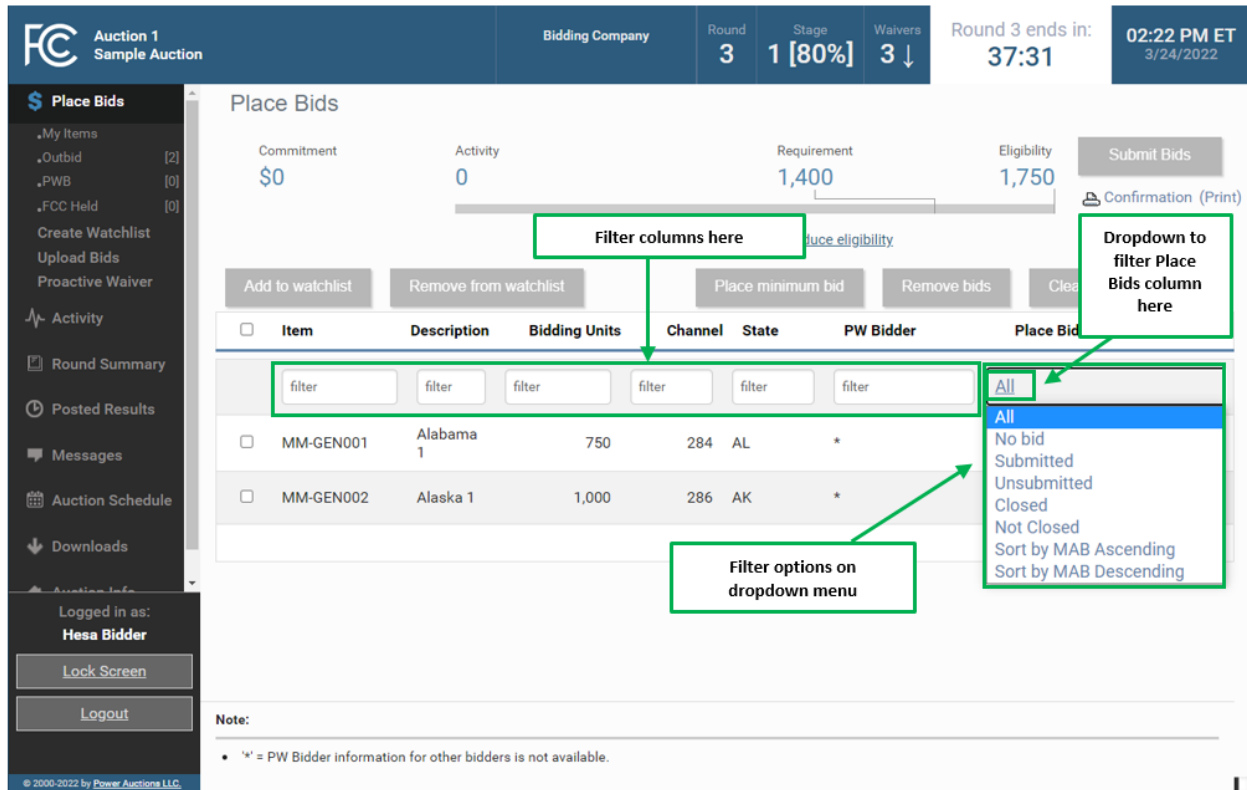 FCC
Auction 1
Sample Auction
Bidding Company
Round
3
Stage
1 [80%]
Waivers
3 ↓
Round 3 ends in:
37:31
02:22 PM ET
3/24/2022
$ Place Bids
My Items
Outbid [2]
PWB [0]
FCC Held [0]
Create Watchlist
Upload Bids
Proactive Waiver
Activity
Round Summary
Posted Results
Messages
Auction Schedule
Downloads
Auction Info
Logged in as:
Hesa Bidder
Lock Screen
Logout
© 2000-2022 by Power Auctions LLC.
Place Bids
Commitment
$0
Activity
0
Requirement
1,400
Eligibility
1,750
Submit Bids
Confirmation (Print)
Filter columns here
duce eligibility
Dropdown to
filter Place
Bids column
here
Add to watchlist
Remove from watchlist
Place minimum bid
Remove bids
Clea
Item Description Bidding Units Channel State PW Bidder Place Bid
filter filter filter filter filter filter All
MM-GEN001 Alabama 1 750 284 AL *
MM-GEN002 Alaska 1 1,000 286 AK *
All
No bid
Submitted
Unsubmitted
Closed
Not Closed
Sort by MAB Ascending
Sort by MAB Descending
Filter options on
dropdown menu
Note:
• '*' = PW Bidder information for other bidders is not available.